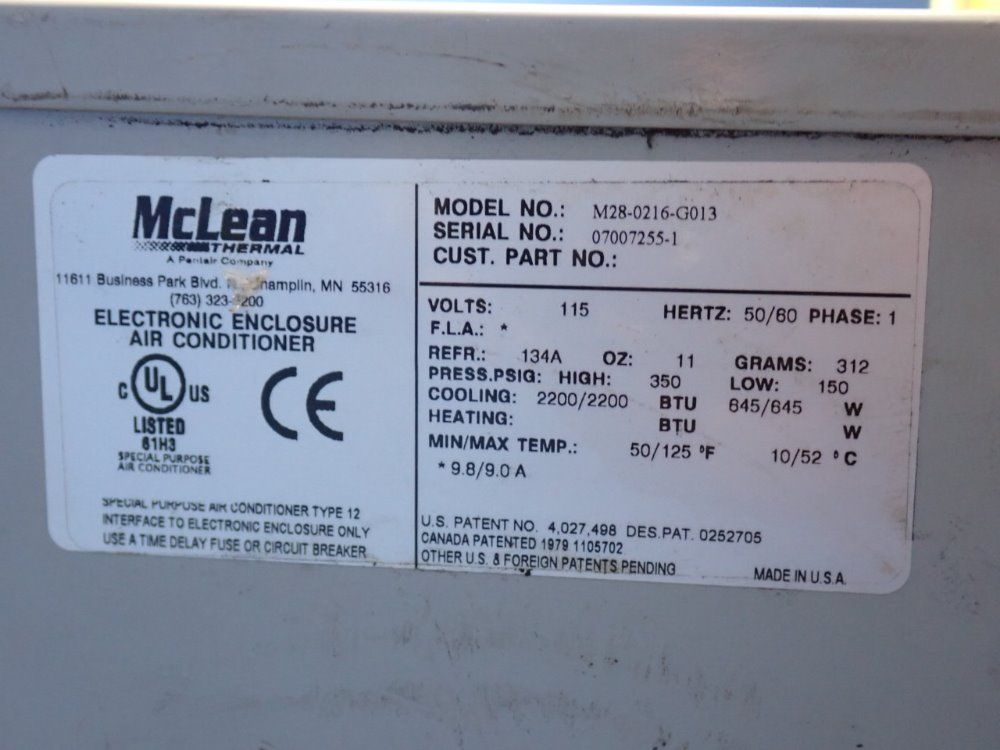 McLean
THERMAL
A Pentair Company
11611 Business Park Blvd. MN 55316
(763)
ELECTRONIC ENCLOSURE
AIR CONDITIONER
C UL US
LISTED
61H3
SPECIAL PURPOSE
AIR CONDITIONER
CE
SPECIAL PURPOSE AIR CONDITIONER TYPE 12
INTERFACE TO ELECTRONIC ENCLOSURE ONLY
USE A TIME DELAY FUSE OR CIRCUIT BREAKER
MODEL NO.: M28-0216-G013
SERIAL NO.: 07007255-1
CUST. PART NO.:
VOLTS: 115 HERTZ: 50/60 PHASE: 1
F.L.A.: *
REFR.: 134A OZ: 11 GRAMS: 312
PRESS.PSIG: HIGH: 350 LOW: 150
COOLING: 2200/2200 BTU 645/645 W
HEATING: BTU W
MIN/MAX TEMP.: 50/125 °F 10/52 °C
* 9.8/9.0 A
U.S. PATENT NO. 4,027,498 DES.PAT. 0252705
CANADA PATENTED 1979 1105702
OTHER U.S. & FOREIGN PATENTS PENDING
MADE IN U.S.A.